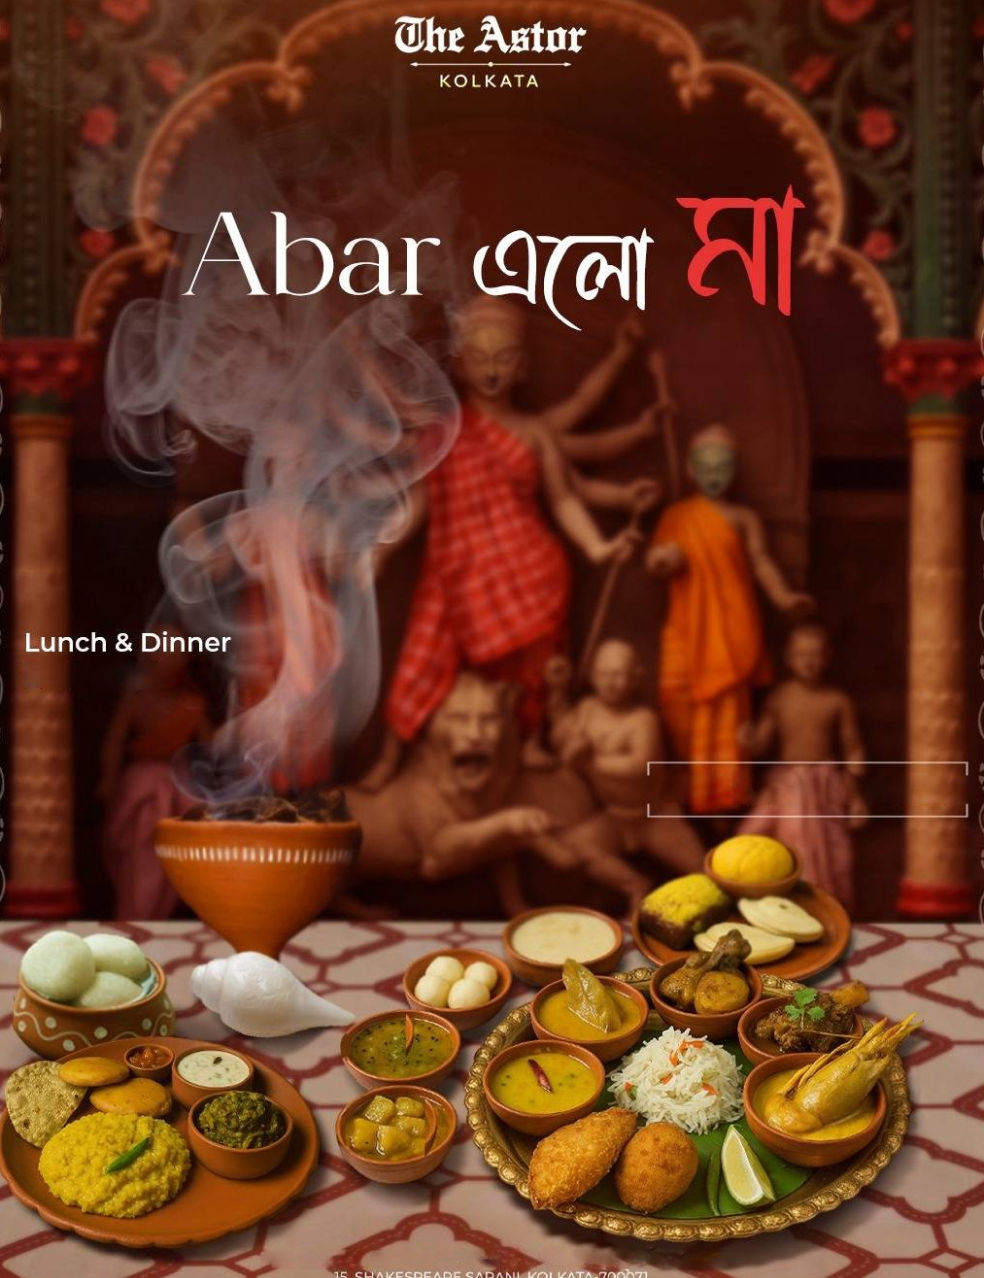 The Astor
KOLKATA
Abar এলো মা
Lunch & Dinner
15, SHAKESPEARE SARANI, KOLKATA-700071